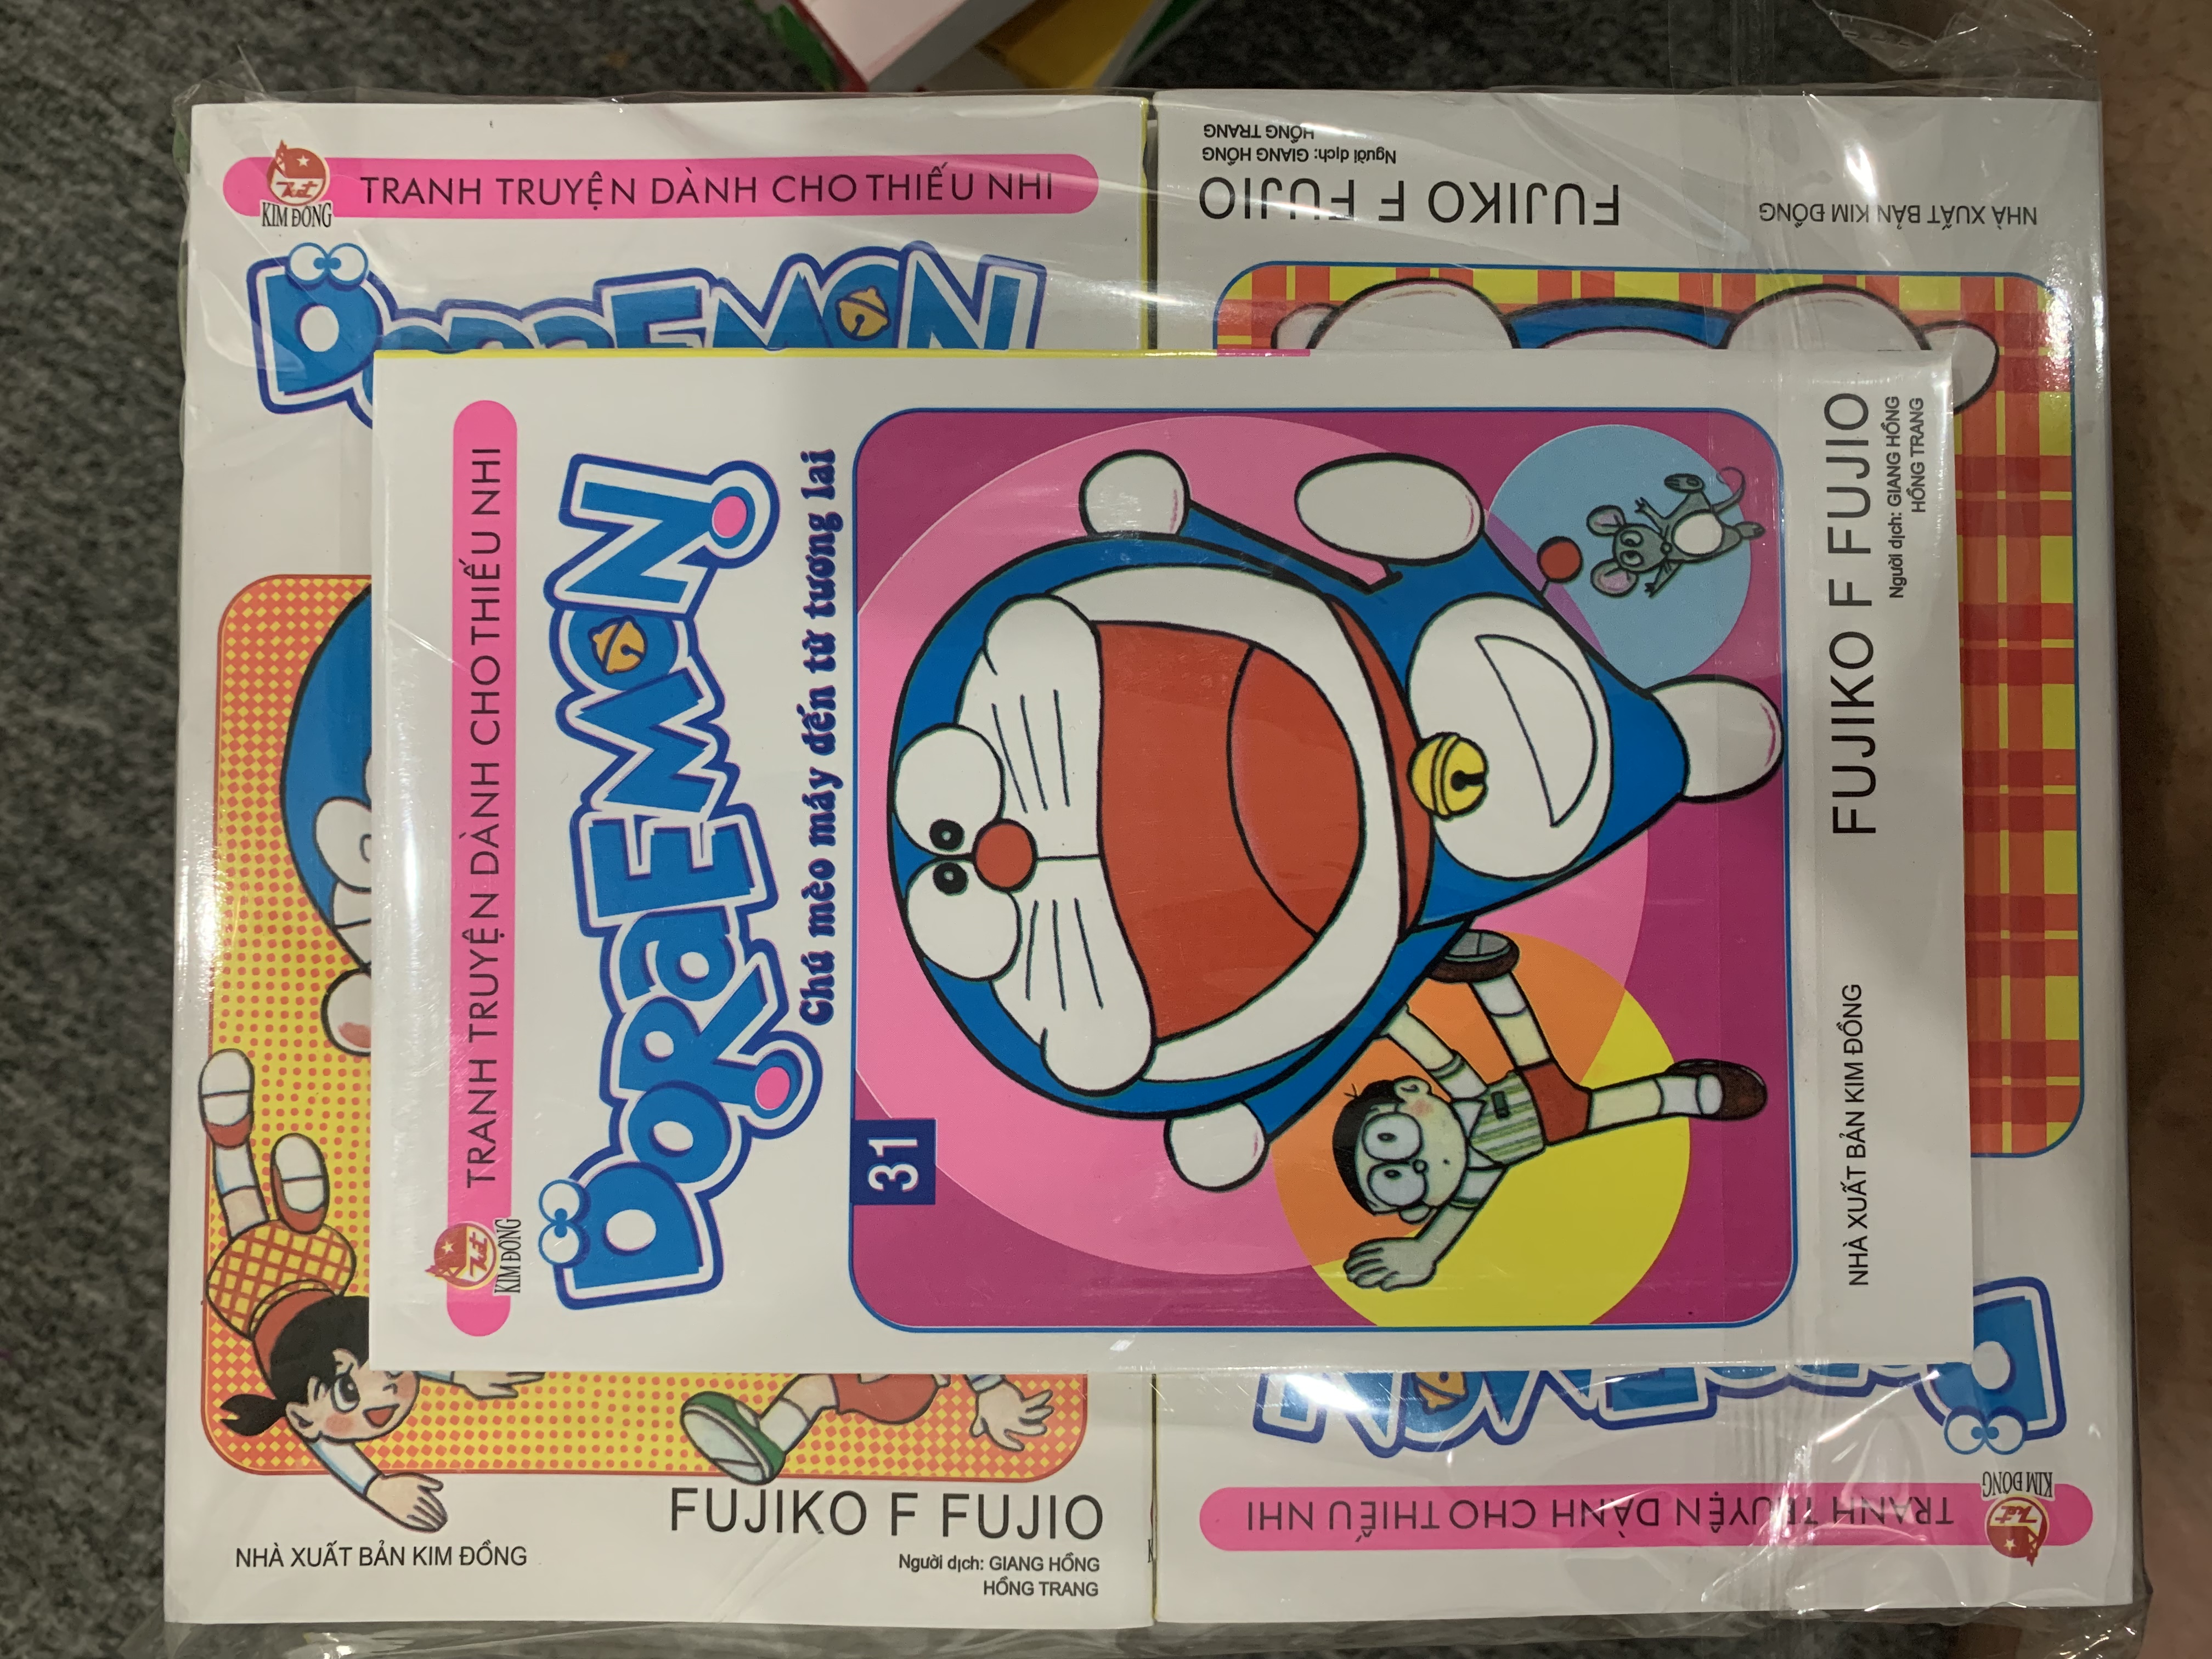 TRANH TRUYỆN DÀNH CHO THIẾU NHI
KIM ĐỒNG
DORAEMON
FUJIKO F FUJIO
NHÀ XUẤT BẢN KIM ĐỒNG
Người dịch: GIANG HỒNG
HỒNG TRANG
TRANH TRUYỆN DÀNH CHO THIẾU NHI
KIM ĐỒNG
DORAEMON
Chú mèo máy đến từ tương lai
31
FUJIKO F FUJIO
Người dịch: GIANG HỒNG
HỒNG TRANG
NHÀ XUẤT BẢN KIM ĐỒNG
TRANH TRUYỆN DÀNH CHO THIẾU NHI
KIM ĐỒNG
FUJIKO F FUJIO
NHÀ XUẤT BẢN KIM ĐỒNG
Người dịch: GIANG HỒNG
HỒNG TRANG